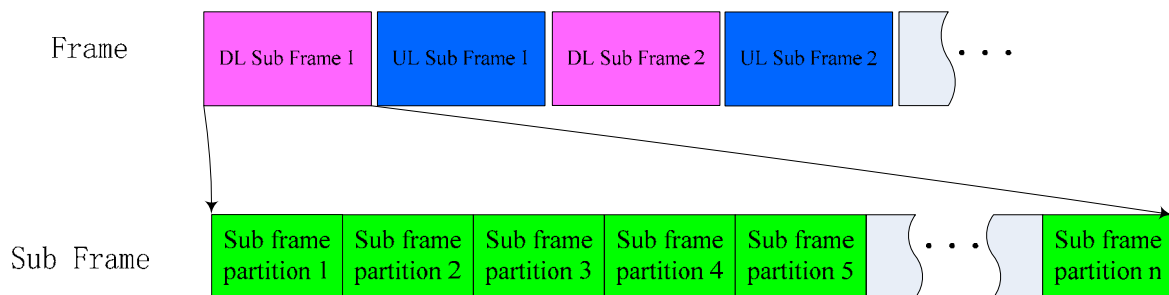 Frame
DL Sub Frame 1
UL Sub Frame 1
DL Sub Frame 2
UL Sub Frame 2
...
Sub Frame
Sub frame
partition 1
Sub frame
partition 2
Sub frame
partition 3
Sub frame
partition 4
Sub frame
partition 5
...
Sub frame
partition n